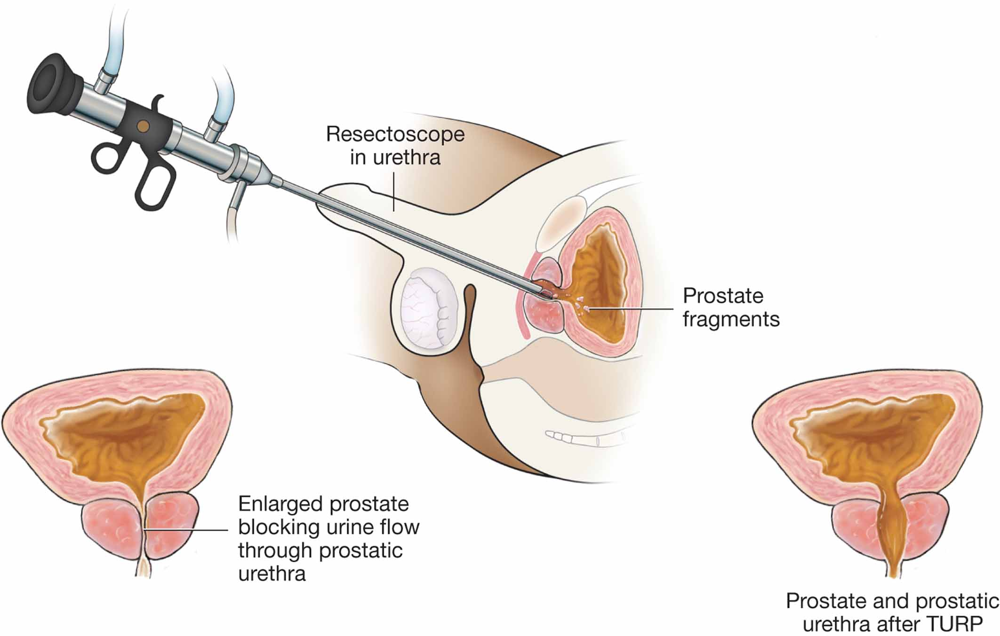 Resectoscope
in urethra
Prostate
fragments
Enlarged prostate
blocking urine flow
through prostatic
urethra
Prostate and prostatic
urethra after TURP